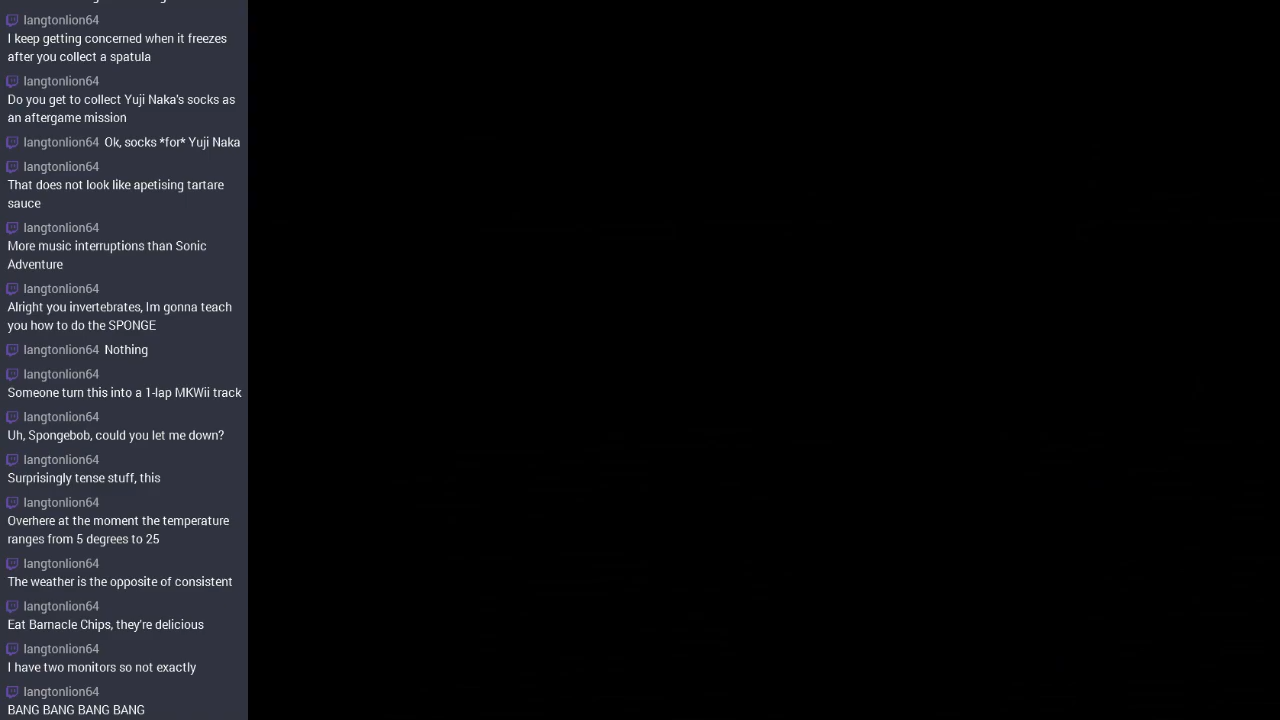 langtonlion64
I keep getting concerned when it freezes
after you collect a spatula
langtonlion64
Do you get to collect Yuji Naka's socks as
an aftergame mission
langtonlion64 Ok, socks *for* Yuji Naka
langtonlion64
That does not look like apetising tartare
sauce
langtonlion64
More music interruptions than Sonic
Adventure
langtonlion64
Alright you invertebrates, Im gonna teach
you how to do the SPONGE
langtonlion64 Nothing
langtonlion64
Someone turn this into a 1-lap MKWii track
langtonlion64
Uh, Spongebob, could you let me down?
langtonlion64
Surprisingly tense stuff, this
langtonlion64
Overhere at the moment the temperature
ranges from 5 degrees to 25
langtonlion64
The weather is the opposite of consistent
langtonlion64
Eat Barnacle Chips, they're delicious
langtonlion64
I have two monitors so not exactly
langtonlion64
BANG BANG BANG BANG